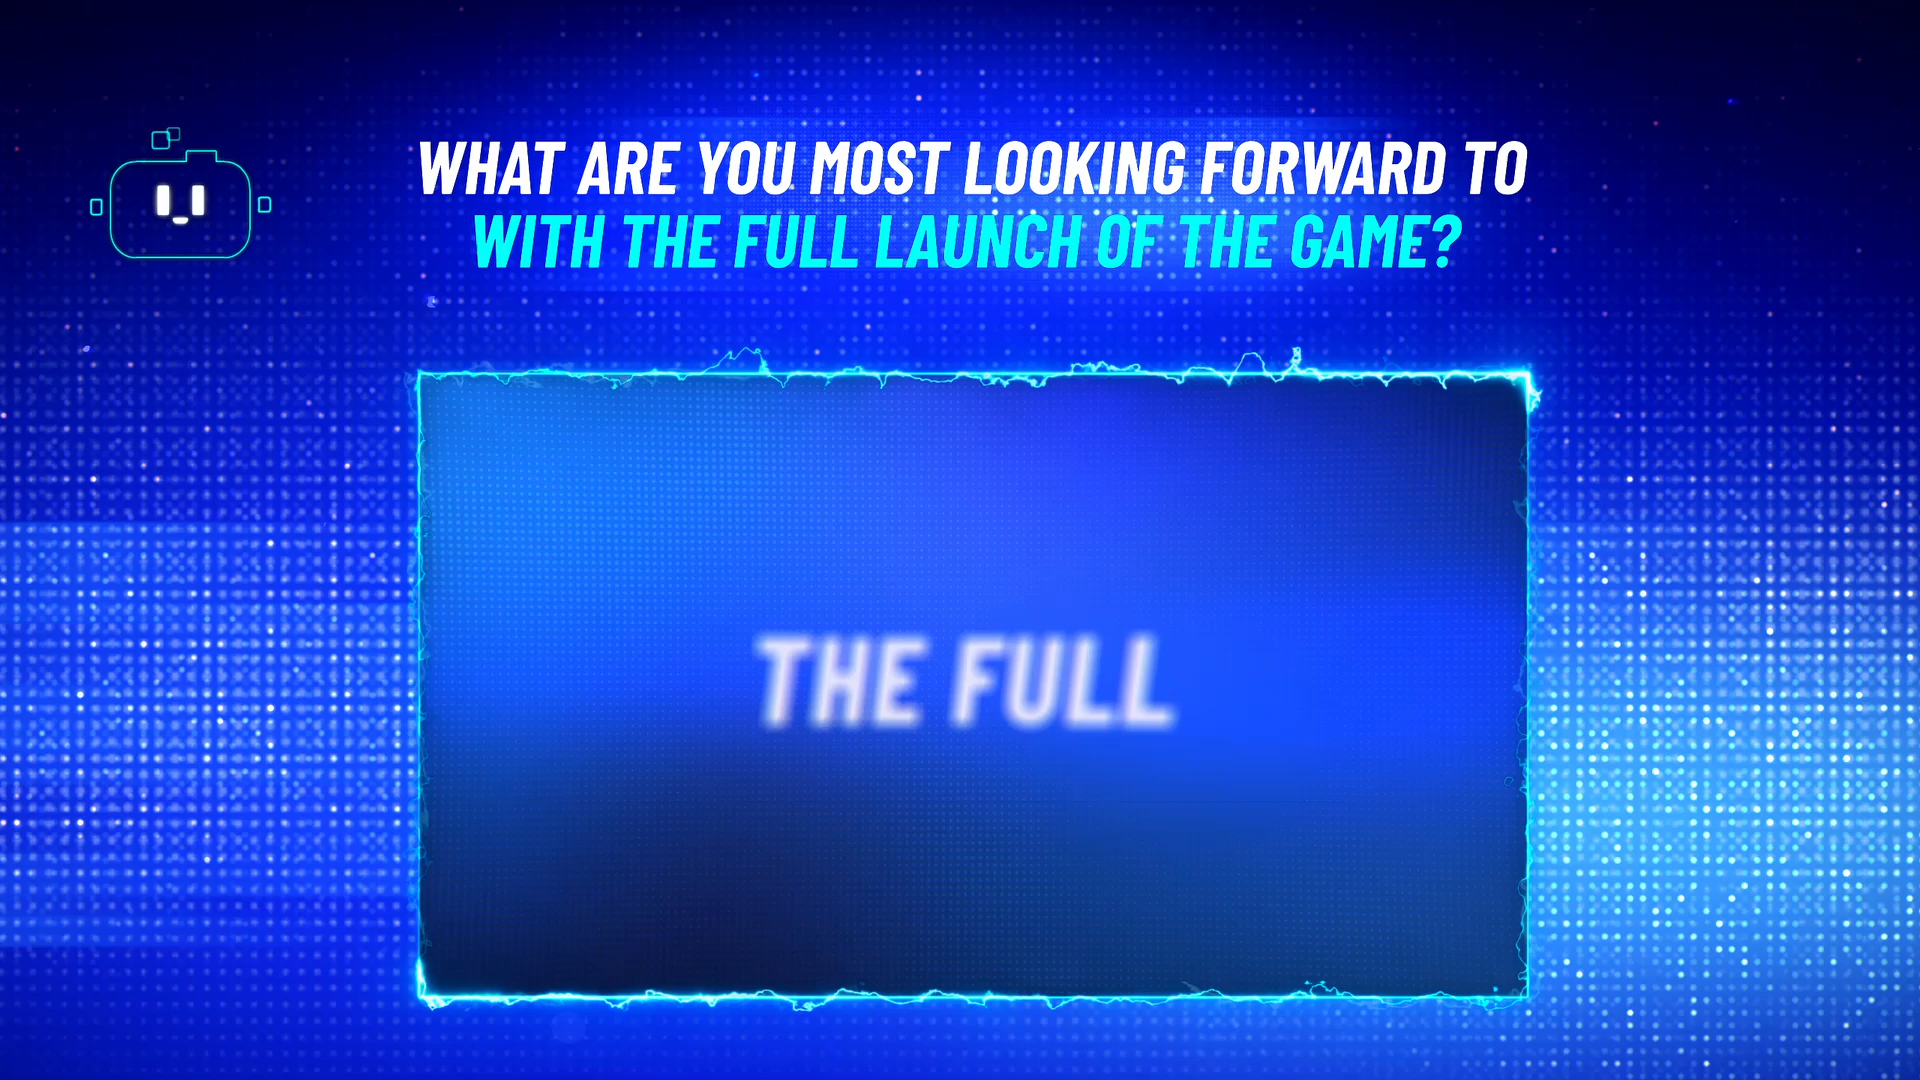 WHAT ARE YOU MOST LOOKING FORWARD TO
WITH THE FULL LAUNCH OF THE GAME?
THE FULL